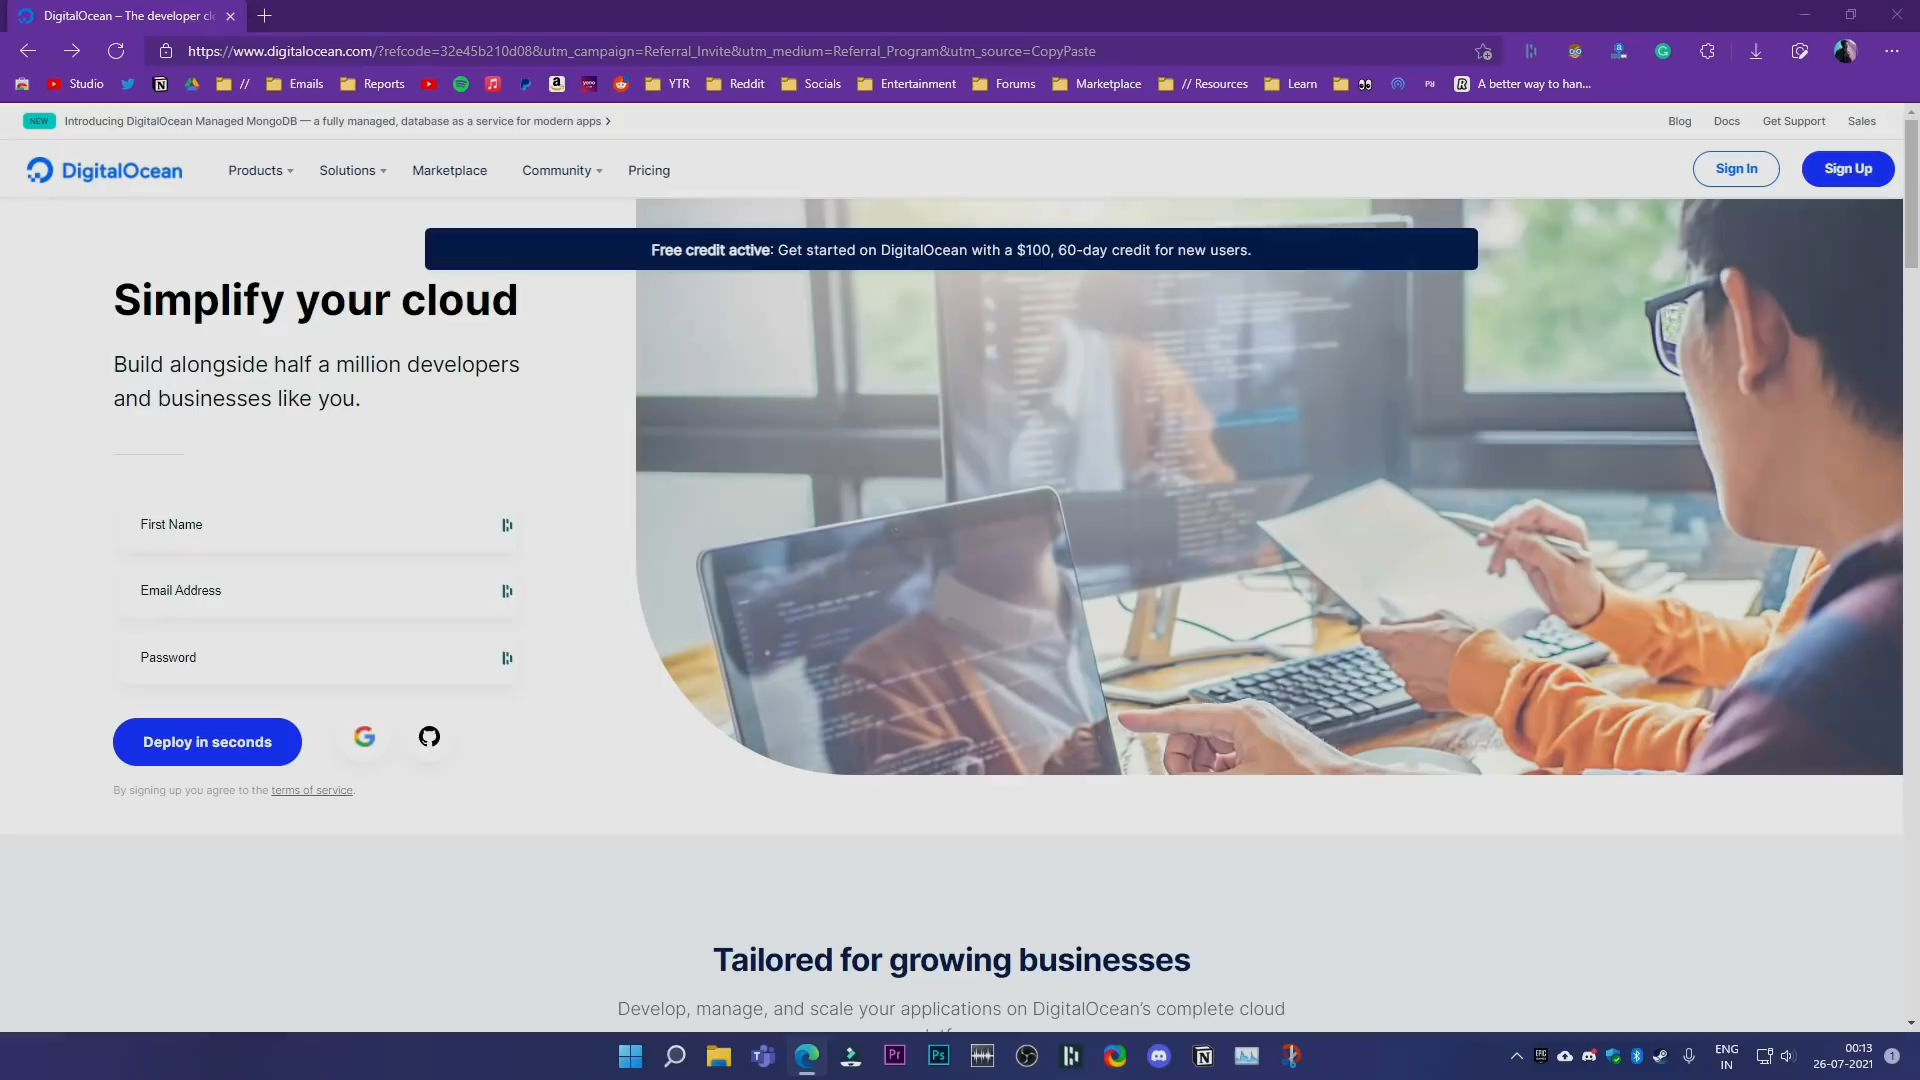 DigitalOcean – The developer cl
https://www.digitalocean.com/?refcode=32e45b210d08&utm_campaign=Referral_Invite&utm_medium=Referral_Program&utm_source=CopyPaste
Studio
//
Emails
Reports
YTR
Reddit
Socials
Entertainment
Forums
Marketplace
// Resources
Learn
A better way to han...
NEW Introducing DigitalOcean Managed MongoDB — a fully managed, database as a service for modern apps
Blog Docs Get Support Sales
DigitalOcean Products Solutions Marketplace Community Pricing Sign In Sign Up
Free credit active: Get started on DigitalOcean with a $100, 60-day credit for new users.
Simplify your cloud
Build alongside half a million developers
and businesses like you.
First Name
Email Address
Password
Deploy in seconds
By signing up you agree to the terms of service.
Tailored for growing businesses
Develop, manage, and scale your applications on DigitalOcean's complete cloud
Pr
Ps
ENG
IN
00:13
26-07-2021
1